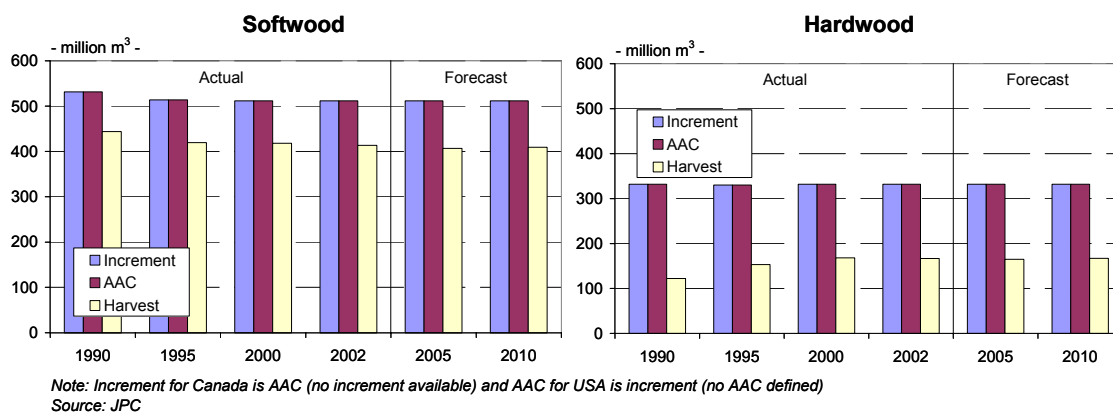 Softwood
- million m³ -
600
500
400
300
200
100
0
Actual
Forecast
Increment
AAC
Harvest
1990 1995 2000 2002 2005 2010
Hardwood
- million m³ -
600
500
400
300
200
100
0
Actual
Forecast
Increment
AAC
Harvest
1990 1995 2000 2002 2005 2010
Note: Increment for Canada is AAC (no increment available) and AAC for USA is increment (no AAC defined)
Source: JPC